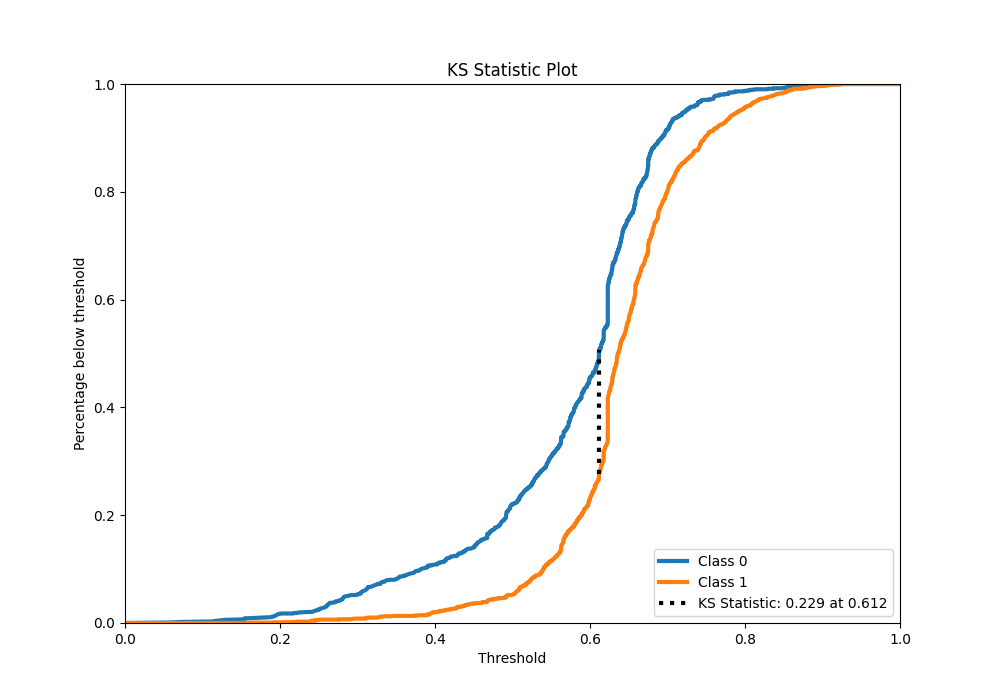 KS Statistic Plot
Percentage below threshold
1.0
0.8
0.6
0.4
0.2
0.0
0.0 0.2 0.4 0.6 0.8 1.0
Threshold
Class 0
Class 1
KS Statistic: 0.229 at 0.612